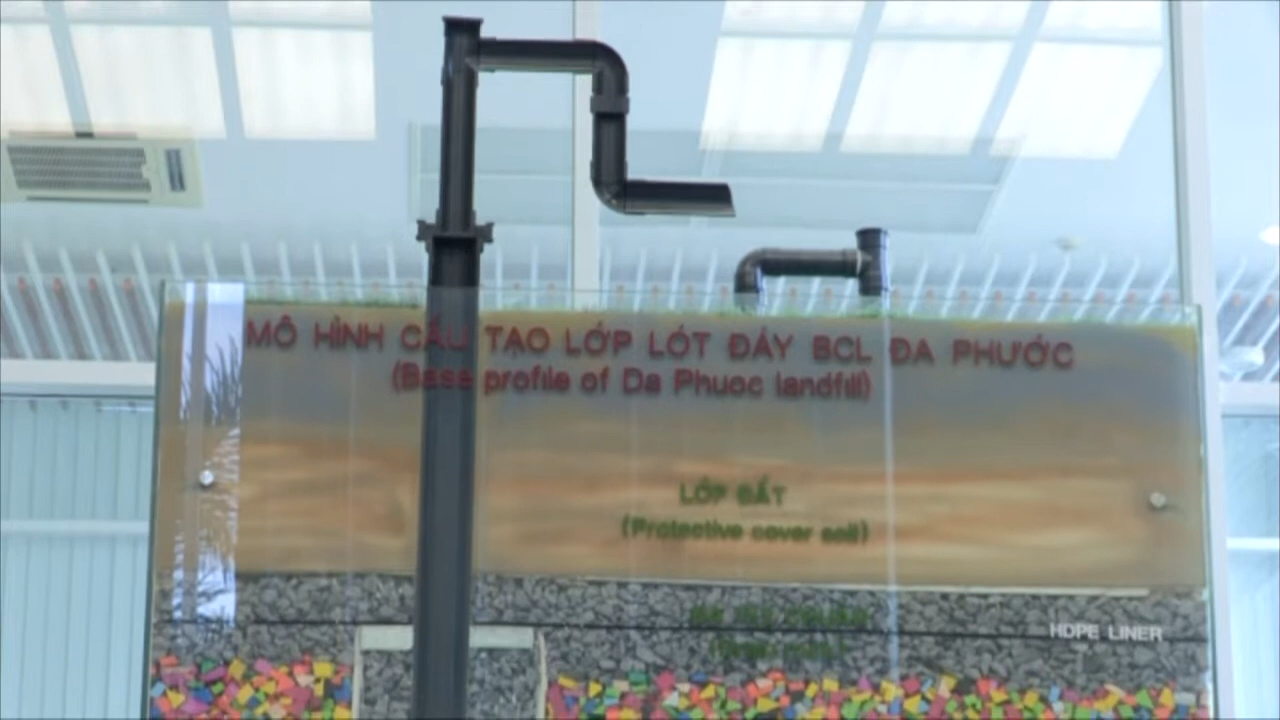 MÔ HÌNH CẤU TẠO LỚP LÓT ĐÁY BCL ĐA PHƯỚC
(Base profile of Da Phuoc landfill)
LỚP ĐẤT
(Protective cover soil)
HDPE LINER